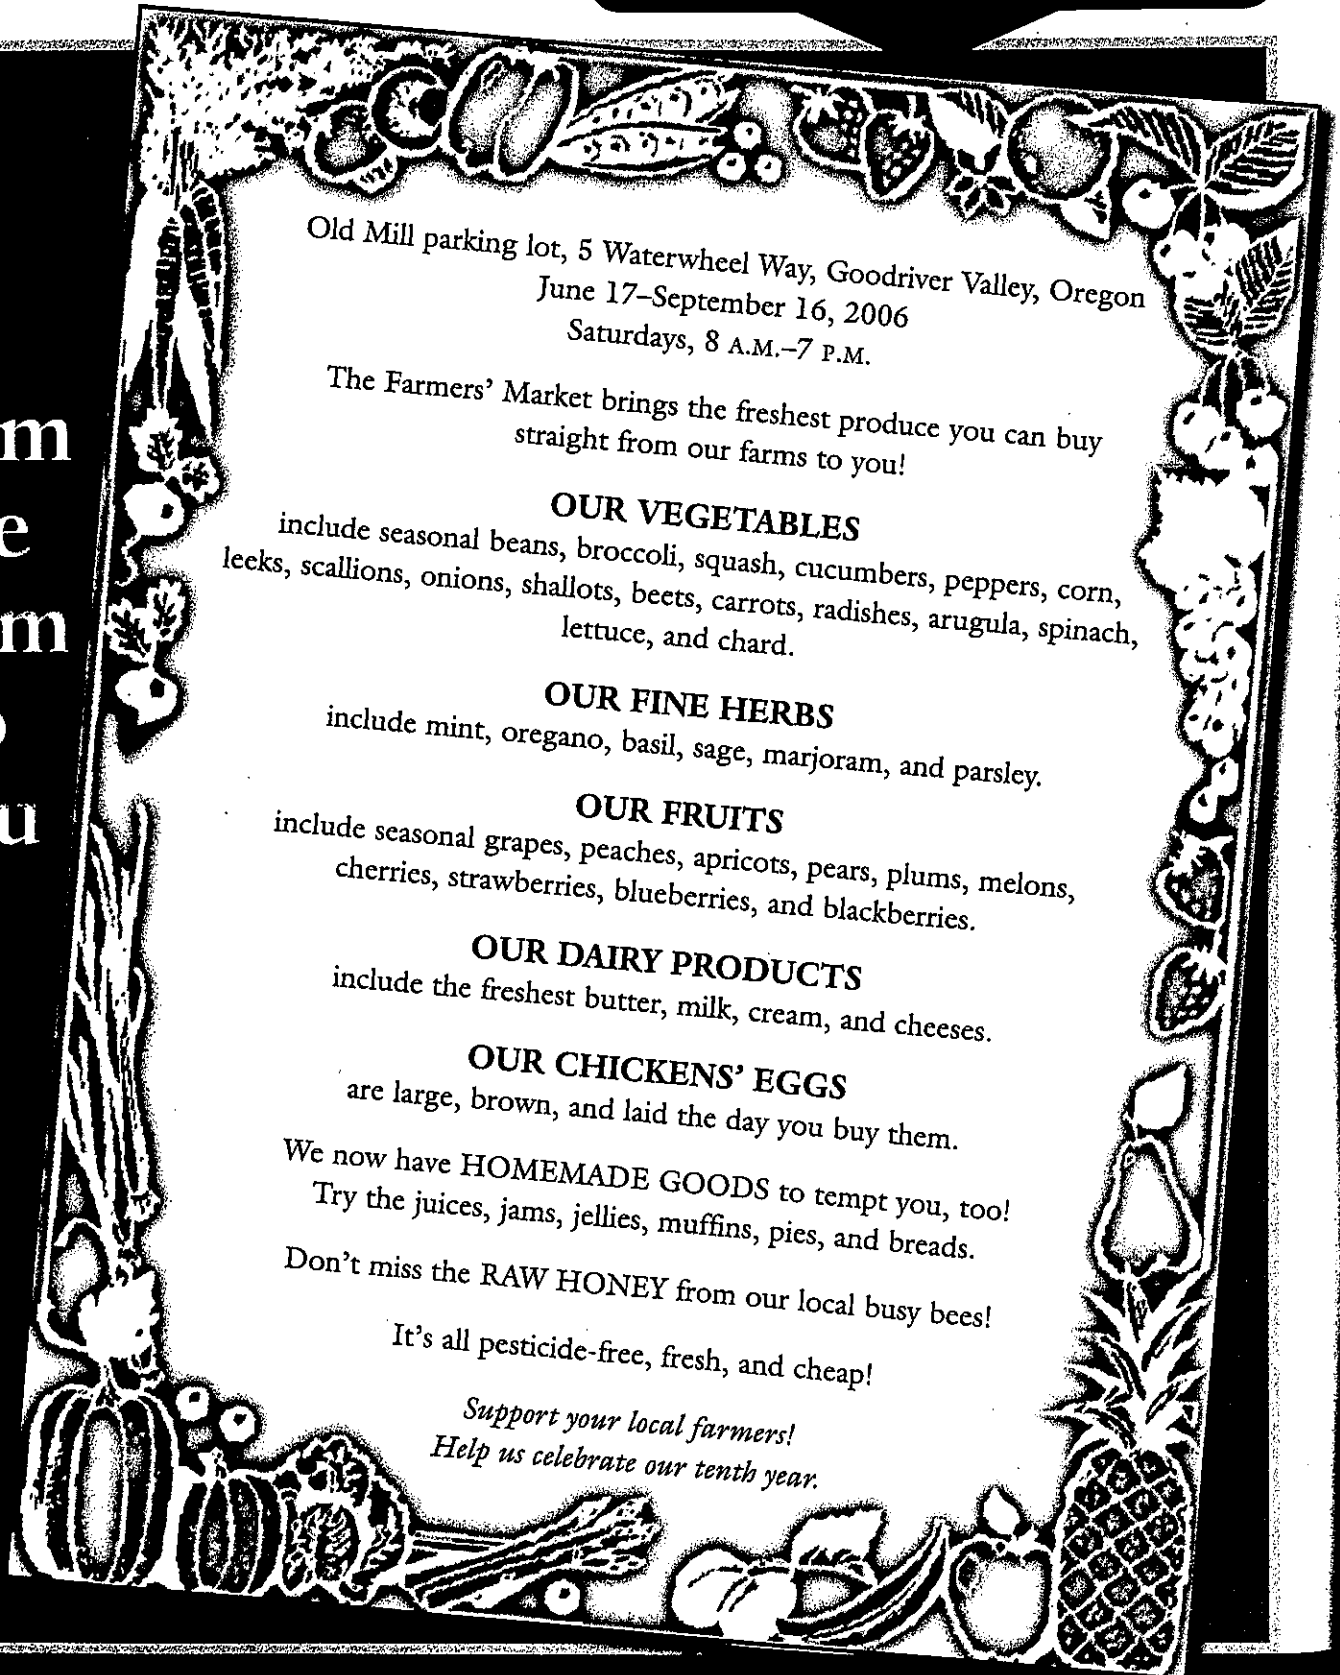 Old Mill parking lot, 5 Waterwheel Way, Goodriver Valley, Oregon
June 17–September 16, 2006
Saturdays, 8 A.M.–7 P.M.
The Farmers’ Market brings the freshest produce you can buy
straight from our farms to you!
OUR VEGETABLES
include seasonal beans, broccoli, squash, cucumbers, peppers, corn,
leeks, scallions, onions, shallots, beets, carrots, radishes, arugula, spinach,
lettuce, and chard.
OUR FINE HERBS
include mint, oregano, basil, sage, marjoram, and parsley.
OUR FRUITS
include seasonal grapes, peaches, apricots, pears, plums, melons,
cherries, strawberries, blueberries, and blackberries.
OUR DAIRY PRODUCTS
include the freshest butter, milk, cream, and cheeses.
OUR CHICKENS’ EGGS
are large, brown, and laid the day you buy them.
We now have HOMEMADE GOODS to tempt you, too!
Try the juices, jams, jellies, muffins, pies, and breads.
Don’t miss the RAW HONEY from our local busy bees!
It’s all pesticide-free, fresh, and cheap!
Support your local farmers!
Help us celebrate our tenth year.